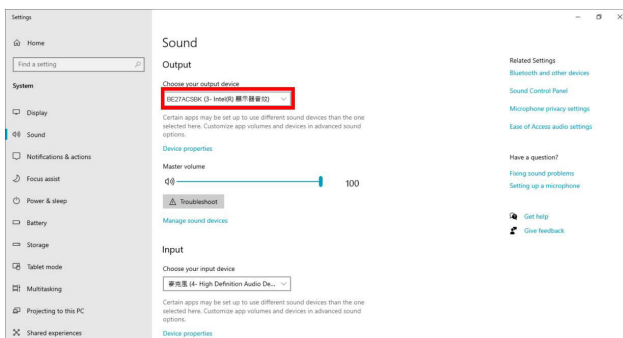 Settings
Home
Find a setting
System
Display
Sound
Notifications & actions
Focus assist
Power & sleep
Battery
Storage
Tablet mode
Multitasking
Projecting to this PC
Shared experiences
Sound
Output
Choose your output device
BE27ACSBK (3- Intel(R) 顯示器音效)
Certain apps may be set up to use different sound devices than the one
selected here. Customize app volumes and devices in advanced sound
options.
Device properties
Master volume
100
Troubleshoot
Manage sound devices
Input
Choose your input device
麥克風 (4- High Definition Audio De...
Certain apps may be set up to use different sound devices than the one
selected here. Customize app volumes and devices in advanced sound
options.
Device properties
Related Settings
Bluetooth and other devices
Sound Control Panel
Microphone privacy settings
Ease of Access audio settings
Have a question?
Fixing sound problems
Setting up a microphone
Get help
Give feedback